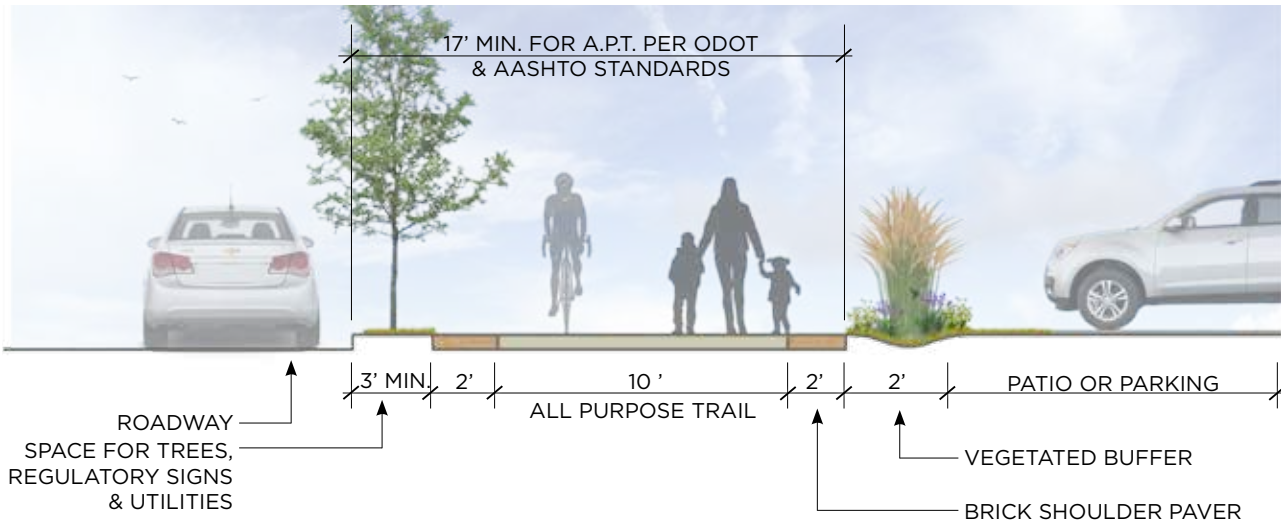 17’ MIN. FOR A.P.T. PER ODOT
& AASHTO STANDARDS
3’ MIN.
2’
10 ’
2’
2’
PATIO OR PARKING
ALL PURPOSE TRAIL
ROADWAY
SPACE FOR TREES,
REGULATORY SIGNS
& UTILITIES
VEGETATED BUFFER
BRICK SHOULDER PAVER